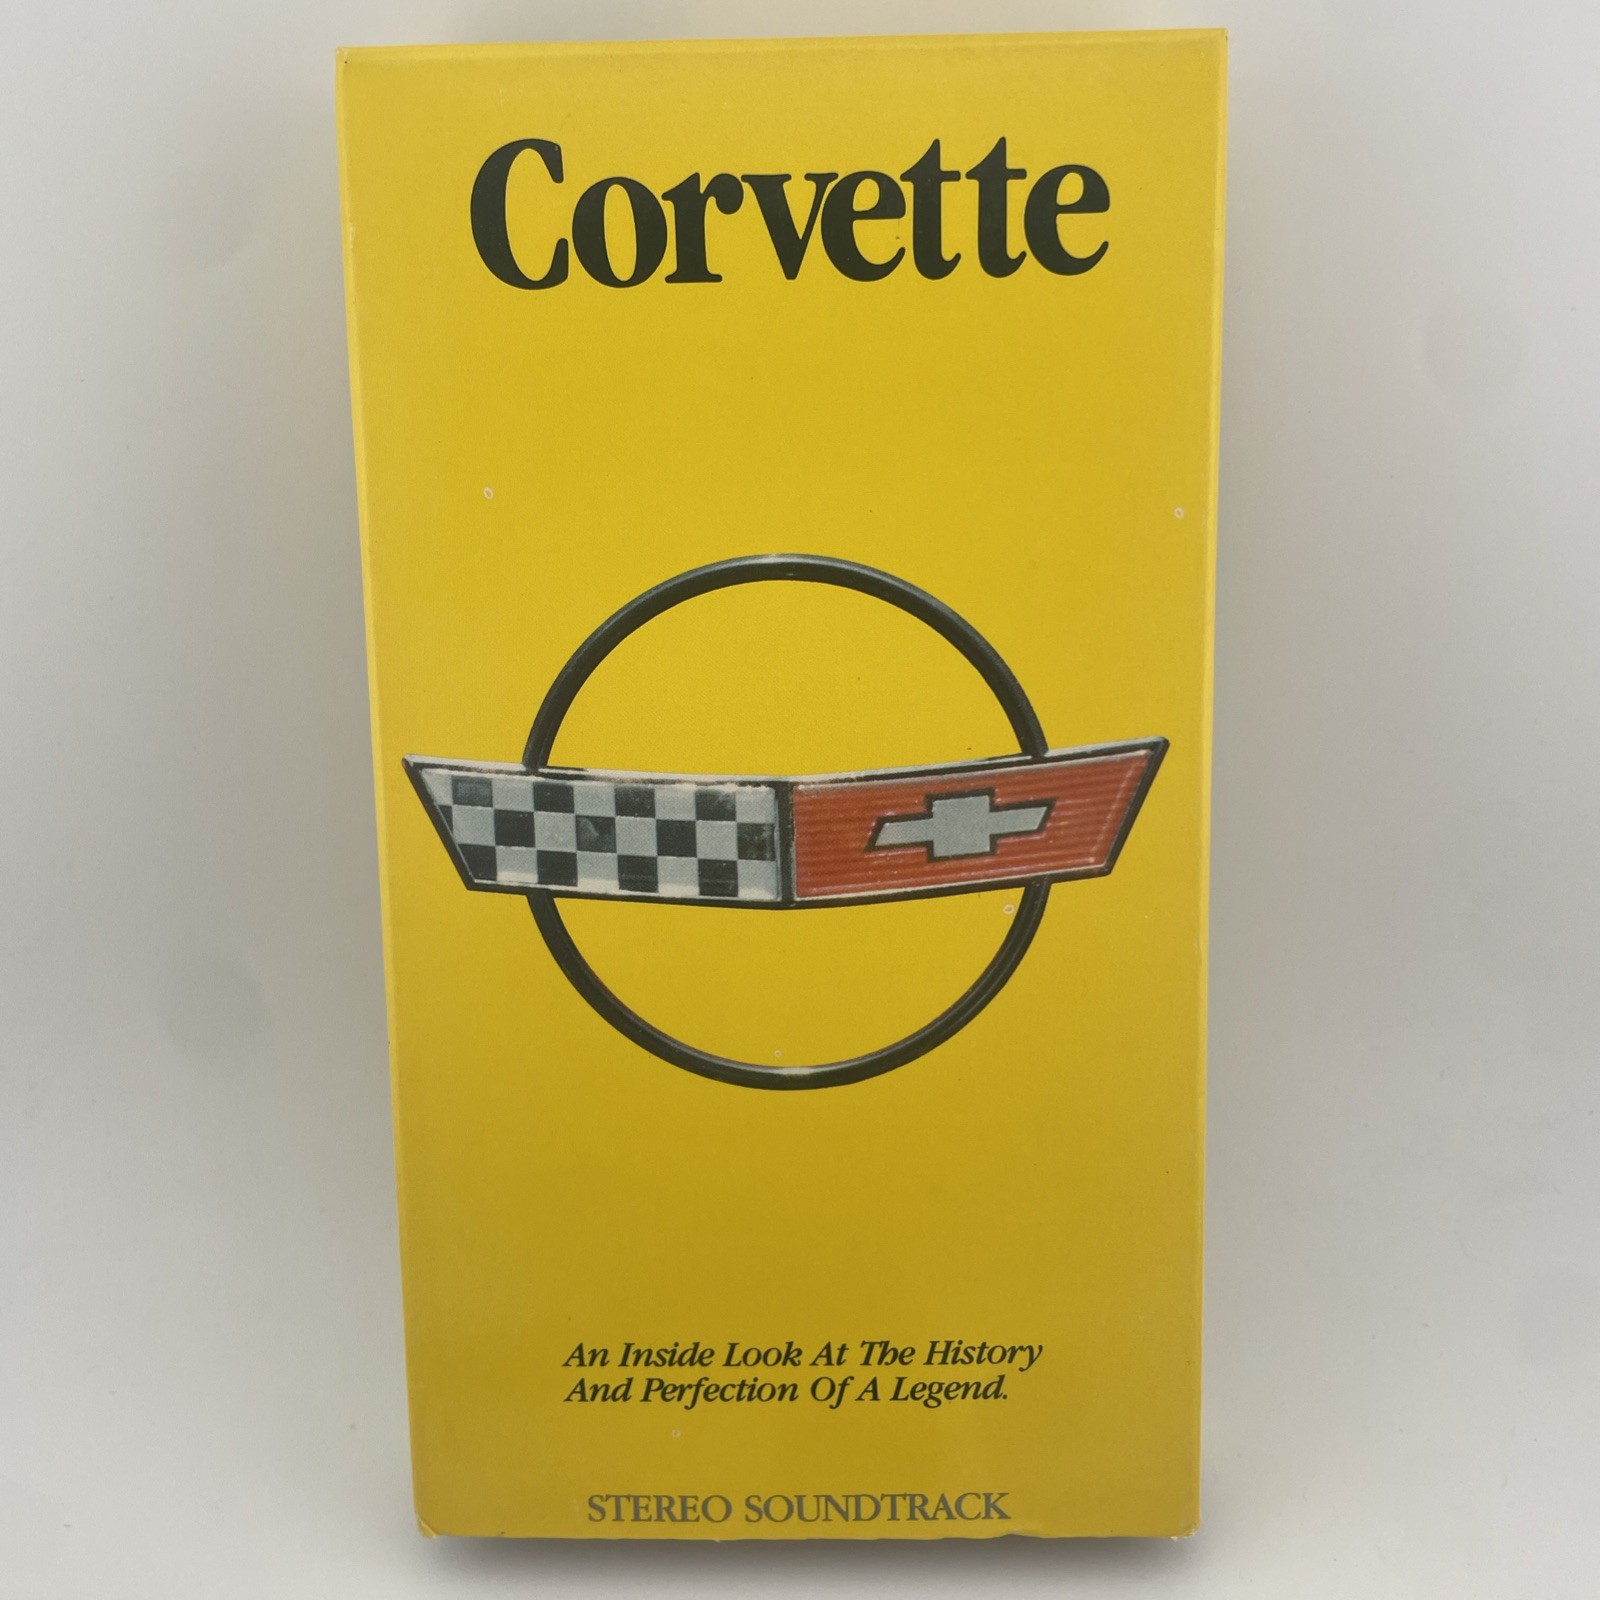 Corvette
An Inside Look At The History
And Perfection Of A Legend.
STEREO SOUNDTRACK